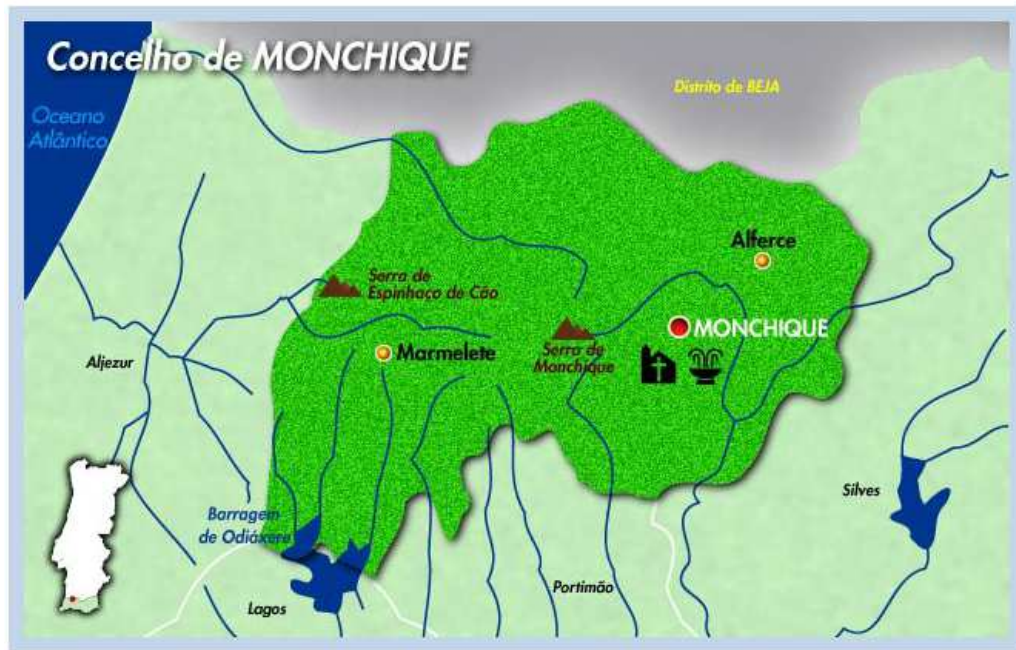 Concelho de MONCHIQUE
Distrito de BEJA
Oceano
Atlântico
Alferce
Serra de
Espinhaço de Cão
MONCHIQUE
Marmelete
Serra de
Monchique
Aljezur
Silves
Barragem
de Odiáxere
Portimão
Lagos